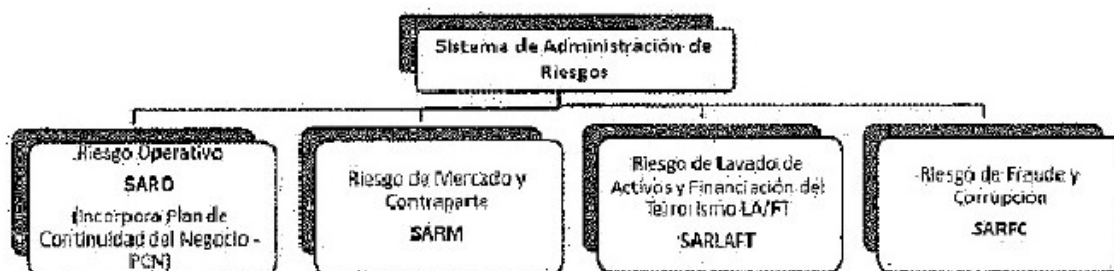 Sistema de Administración de
Riesgos
Riesgo Operativo
SARO
(Incorpora Plan de
Continuidad del Negocio -
PCN)
Riesgo de Mercado y
Contraparte
SARM
Riesgo de Lavado de
Activos y Financiación del
Terrorismo LA/FT
SARLAFT
Riesgo de Fraude y
Corrupción
SARFC